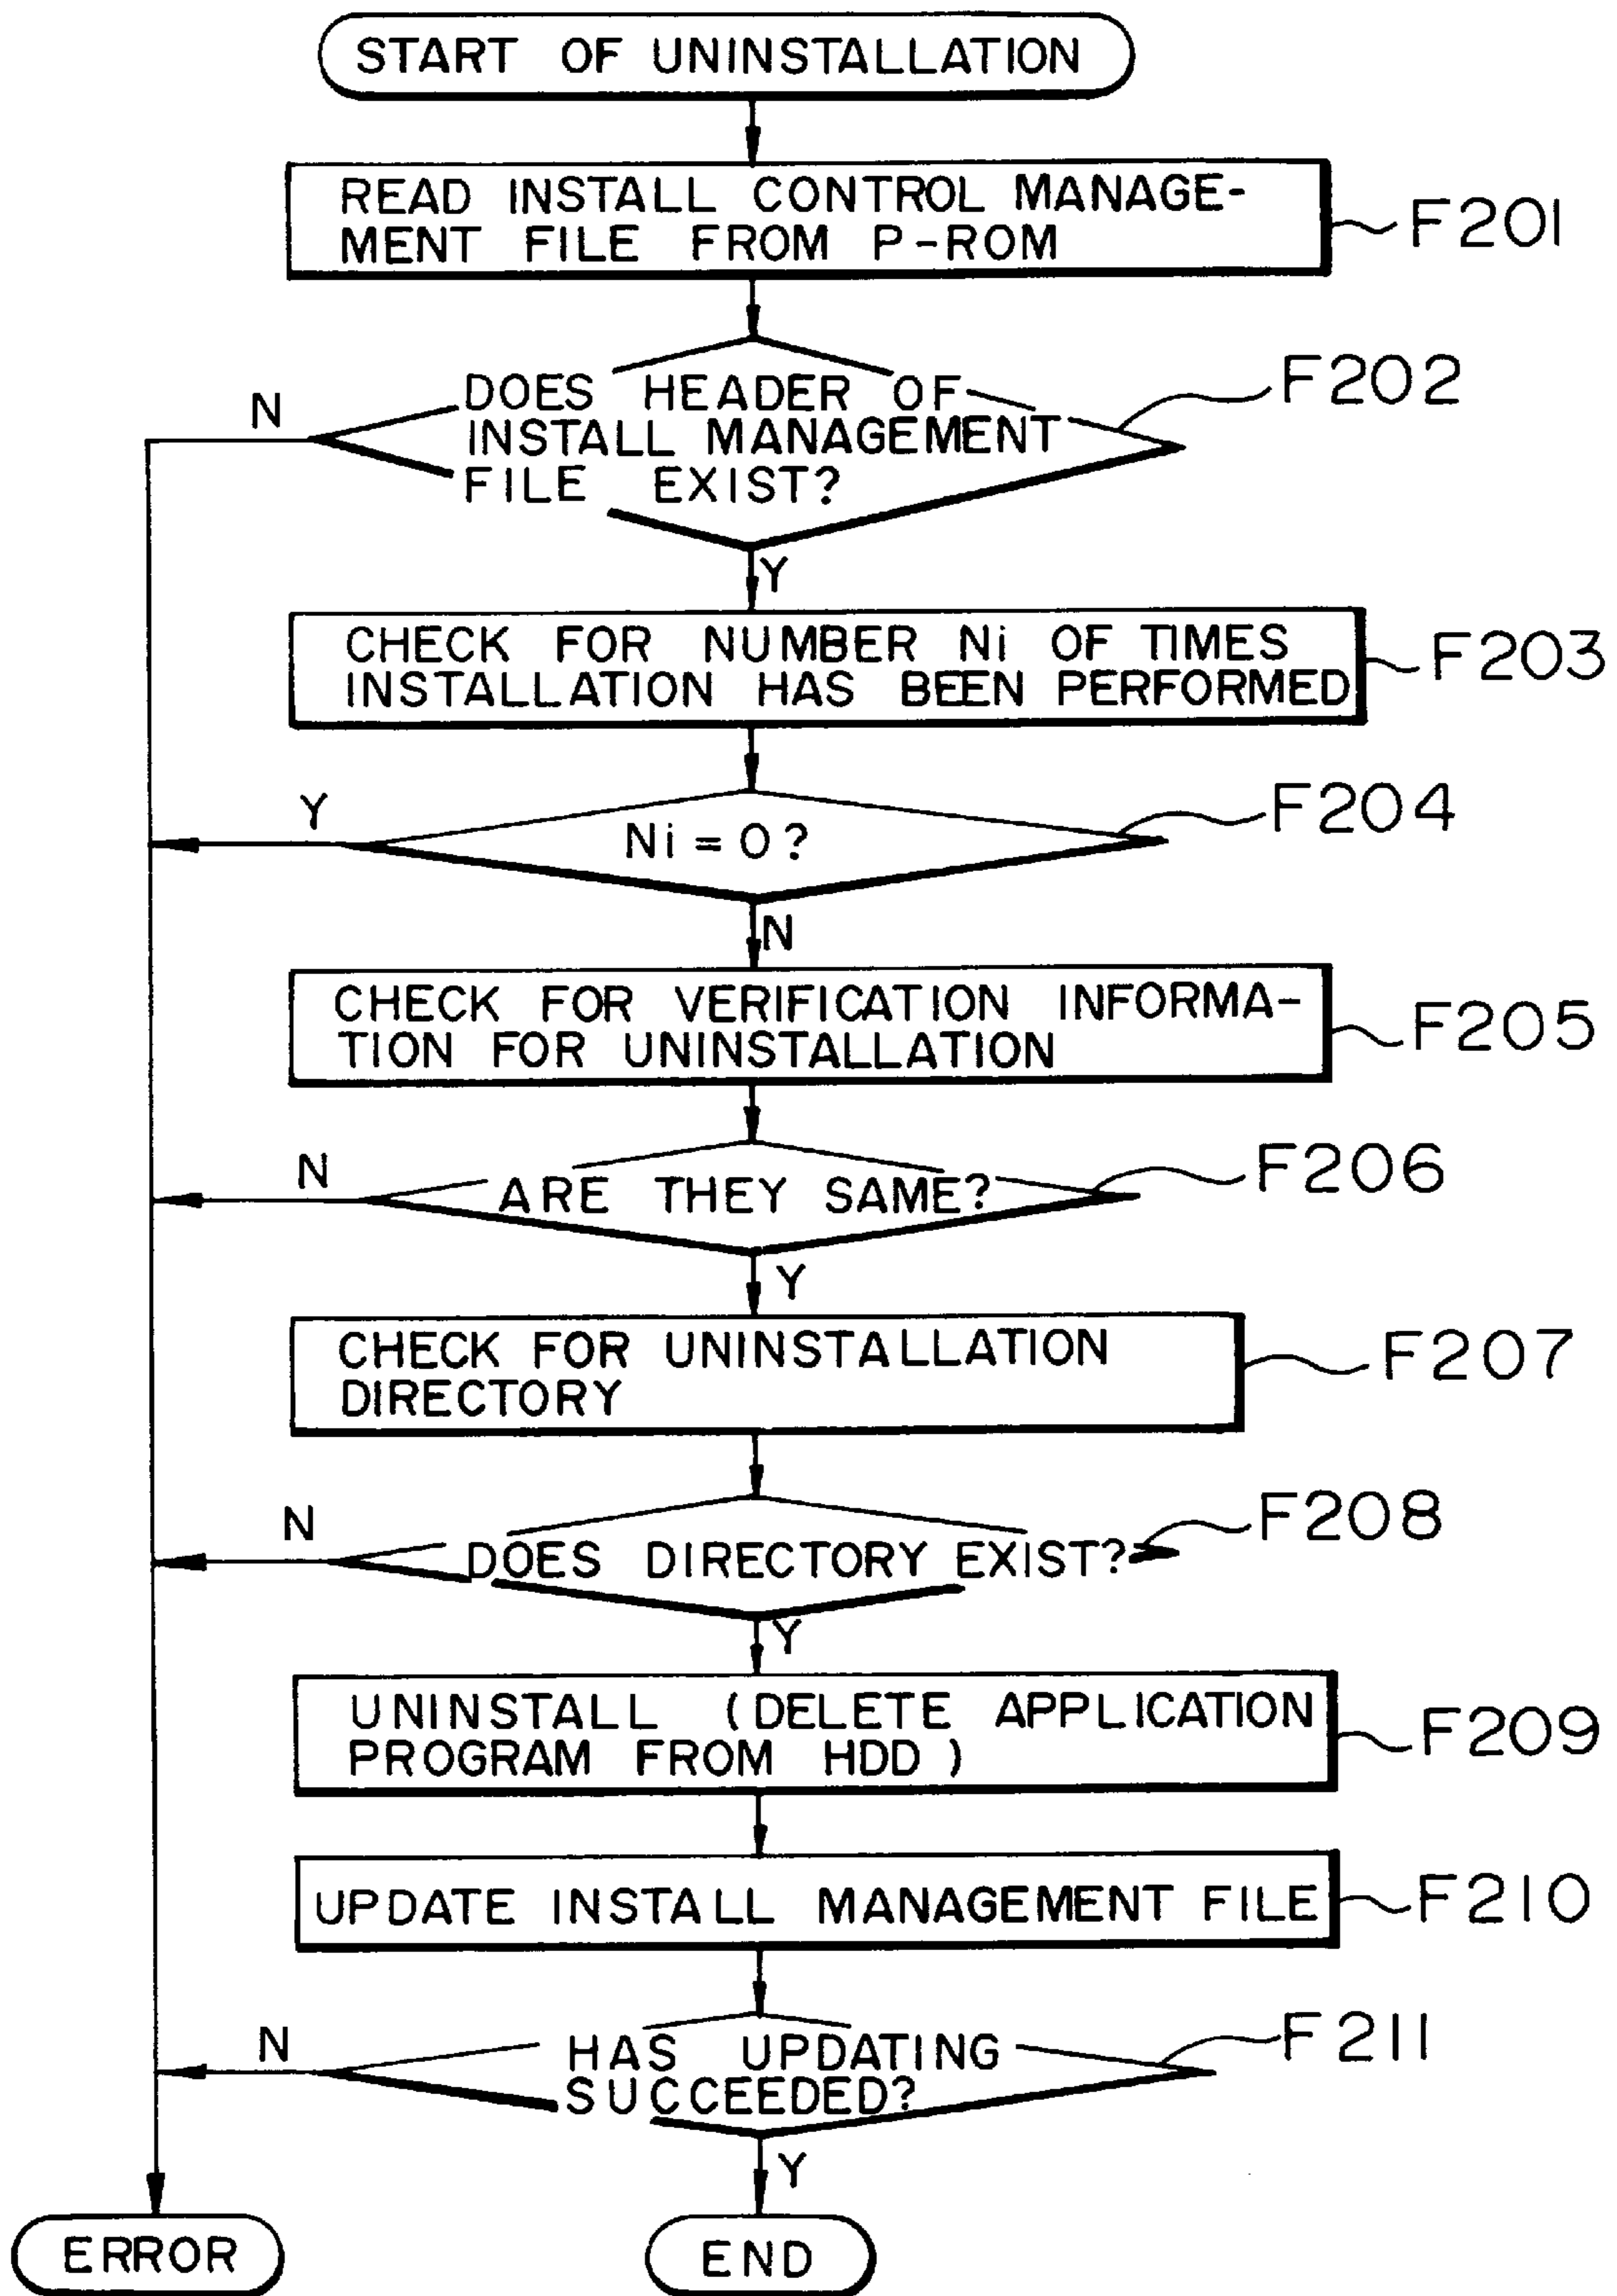 START OF UNINSTALLATION
READ INSTALL CONTROL MANAGE-
MENT FILE FROM P-ROM
F201
DOES HEADER OF
INSTALL MANAGEMENT
FILE EXIST?
F202
N
Y
CHECK FOR NUMBER Ni OF TIMES
INSTALLATION HAS BEEN PERFORMED
F203
Ni = 0?
F204
Y
N
CHECK FOR VERIFICATION INFORMA-
TION FOR UNINSTALLATION
F205
ARE THEY SAME?
F206
N
Y
CHECK FOR UNINSTALLATION
DIRECTORY
F207
DOES DIRECTORY EXIST?
F208
N
Y
UNINSTALL (DELETE APPLICATION
PROGRAM FROM HDD)
F209
UPDATE INSTALL MANAGEMENT FILE
F210
HAS UPDATING
SUCCEEDED?
F211
N
Y
ERROR
END